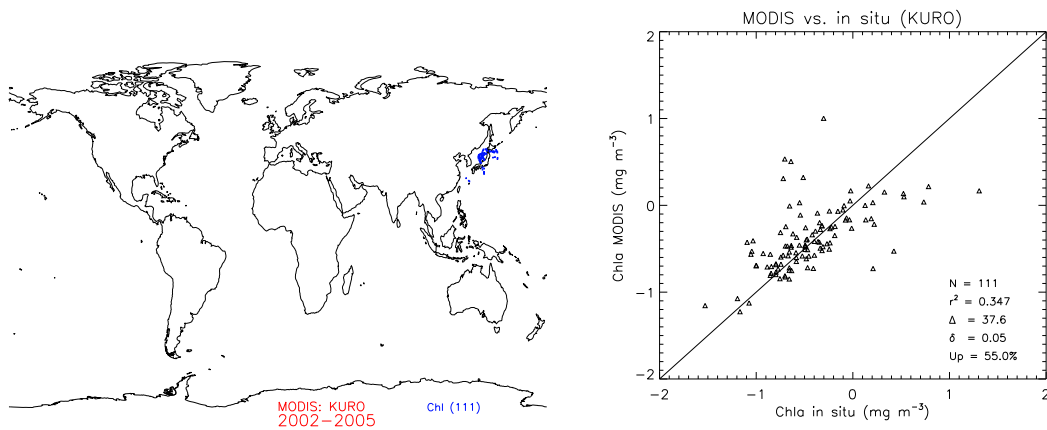 MODIS: KURO
2002−2005
Chl (111)
MODIS vs. in situ (KURO)
2
1
0
−1
−2
Chla MODIS (mg m⁻³)
N = 111
r² = 0.347
Δ = 37.6
δ = 0.05
Up = 55.0%
−2 −1 0 1 2
Chla in situ (mg m⁻³)